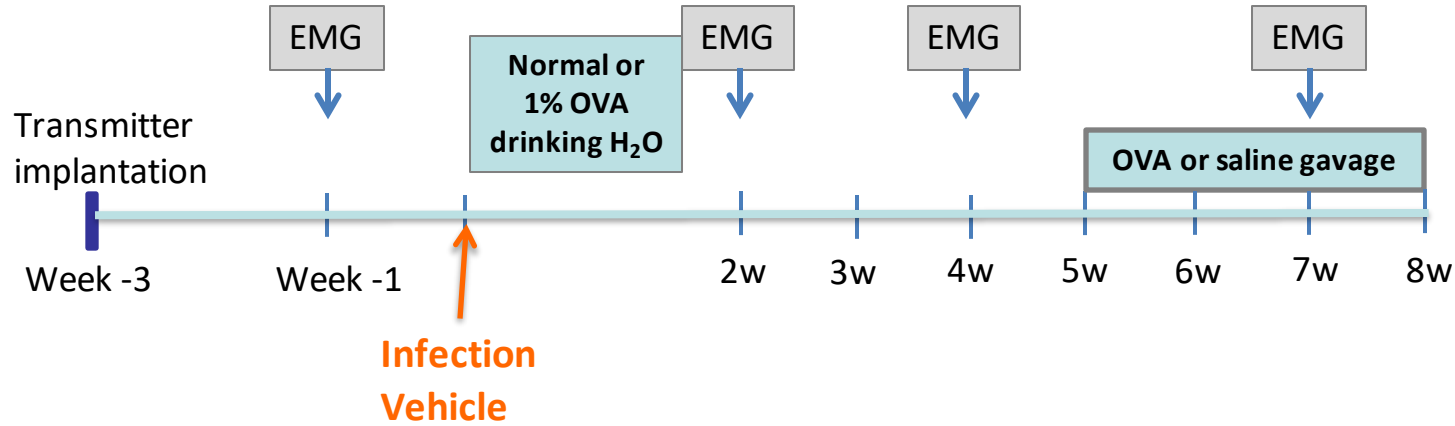 EMG
EMG
EMG
EMG
Normal or
1% OVA
drinking H₂O
Transmitter
implantation
OVA or saline gavage
Week -3
Week -1
2w
3w
4w
5w
6w
7w
8w
Infection
Vehicle